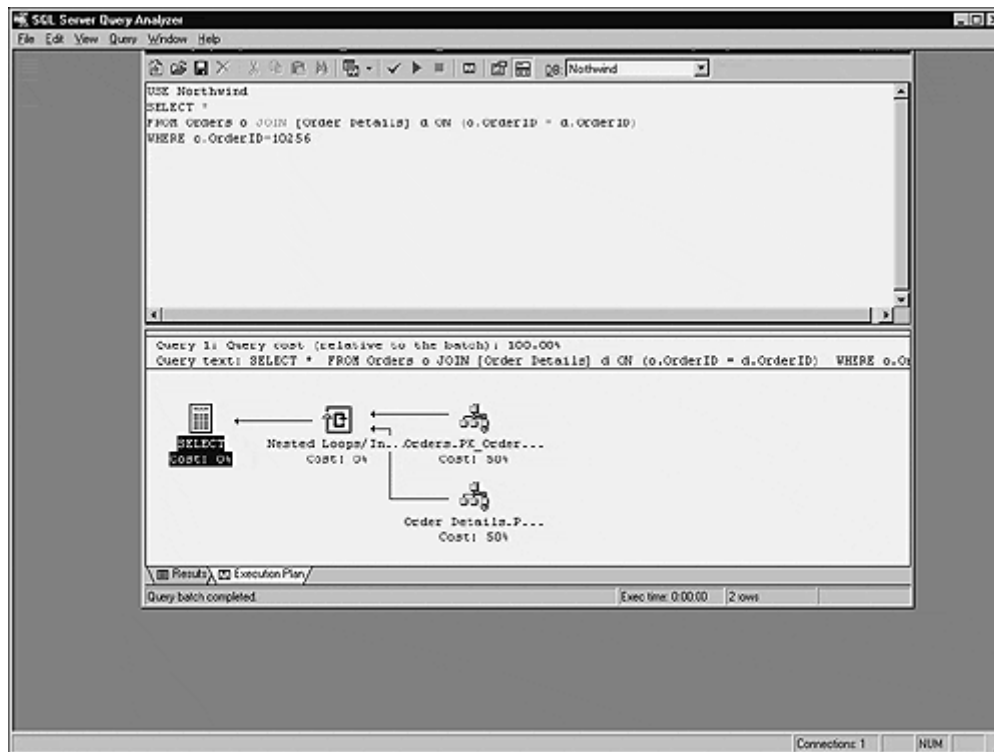 SQL Server Query Analyzer
File Edit View Query Window Help
DB: Nothwind
USE Northwind
SELECT *
FROM Orders o JOIN [Order Details] d ON (o.OrderID = d.OrderID)
WHERE o.OrderID=10256
Query 1: Query cost (relative to the batch): 100.00%
Query text: SELECT * FROM Orders o JOIN [Order Details] d ON (o.OrderID = d.OrderID) WHERE o.O
SELECT
Cost: 0%
Nested Loops/In...
Cost: 0%
Orders.PK_Order...
Cost: 50%
Order Details.P...
Cost: 50%
Results Execution Plan
Query batch completed. Exec time: 0:00:00 2 rows
Connections: 1 NUM